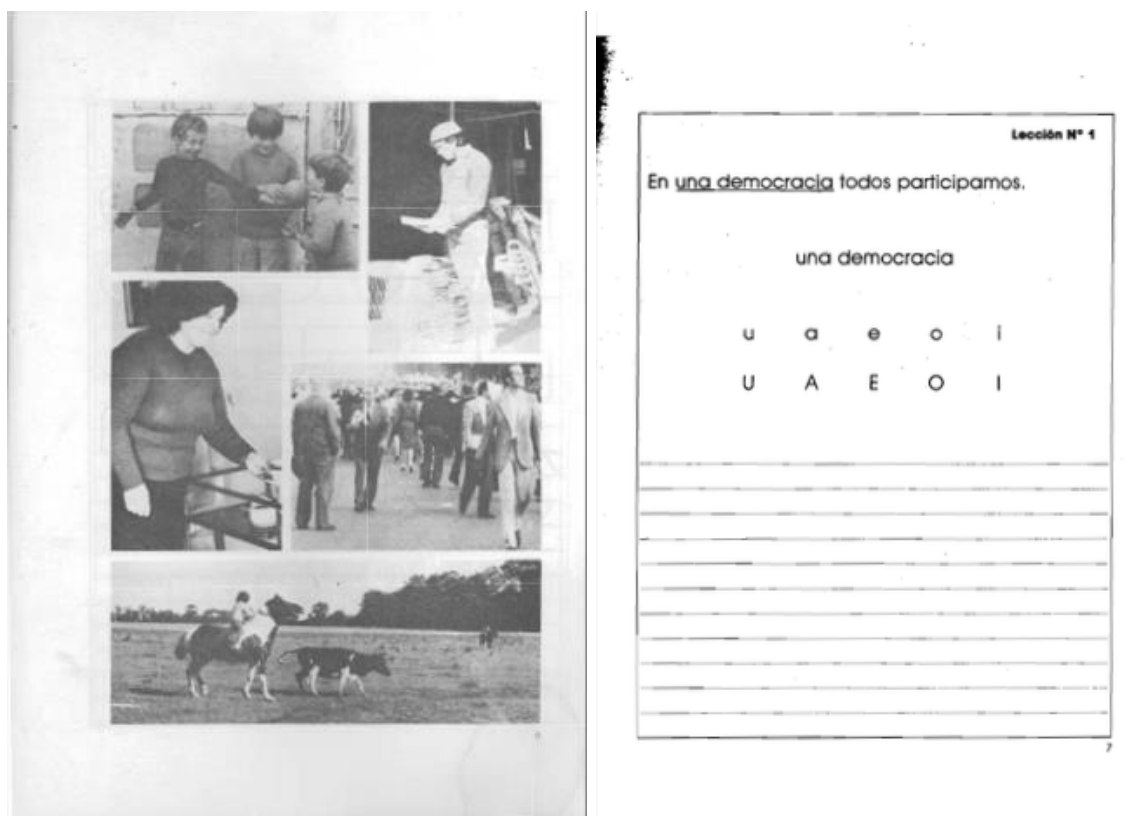 Lección N° 1
En una democracia todos participamos.
una democracia
u a e o i
U A E O I
7